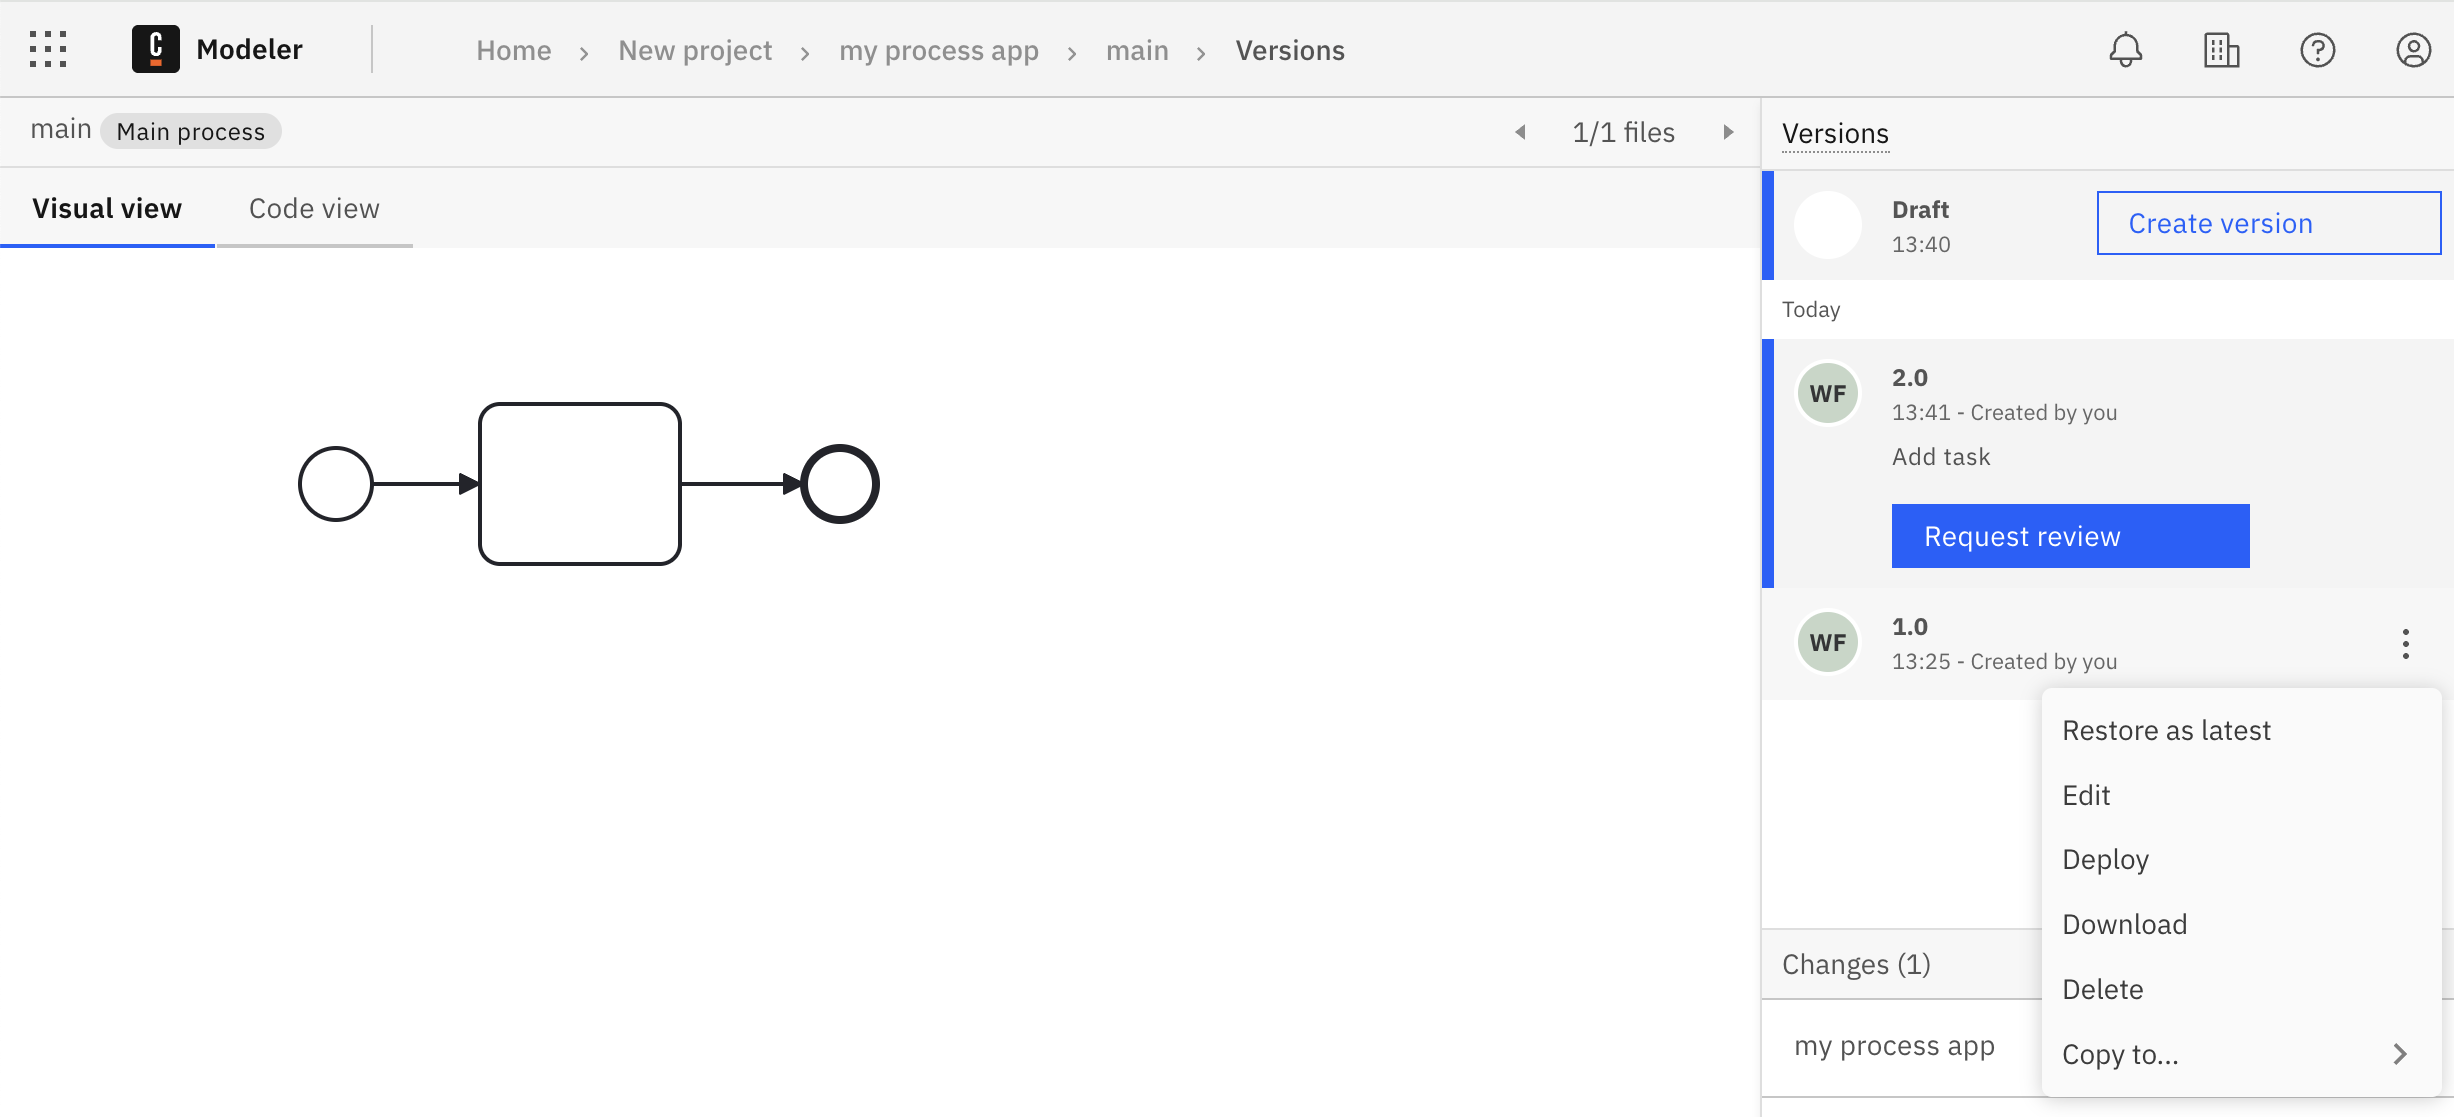 C Modeler Home New project my process app main Versions
main Main process 1/1 files
Visual view Code view
Versions
Draft
13:40
Create version
Today
WF
2.0
13:41 - Created by you
Add task
Request review
WF
1.0
13:25 - Created by you
Restore as latest
Edit
Deploy
Download
Delete
Copy to...
Changes (1)
my process app